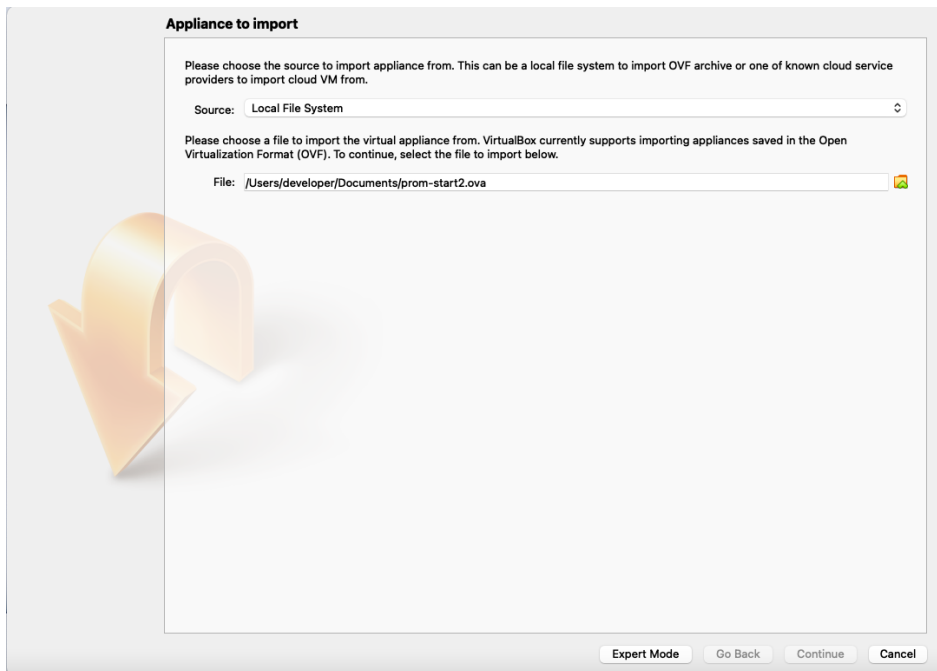 Appliance to import
Please choose the source to import appliance from. This can be a local file system to import OVF archive or one of known cloud service
providers to import cloud VM from.
Source: Local File System
Please choose a file to import the virtual appliance from. VirtualBox currently supports importing appliances saved in the Open
Virtualization Format (OVF). To continue, select the file to import below.
File: /Users/developer/Documents/prom-start2.ova
Expert Mode Go Back Continue Cancel